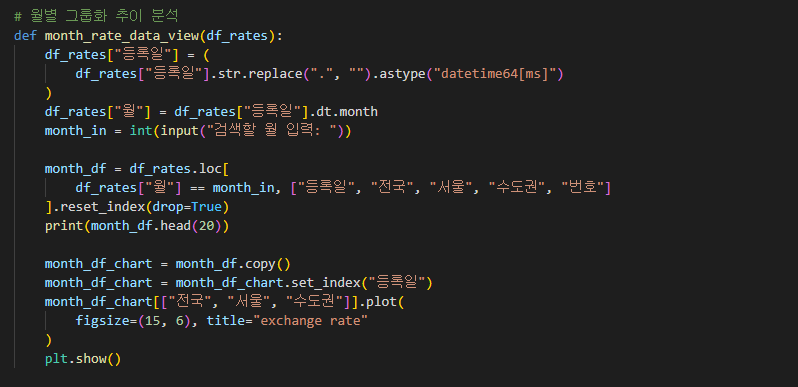 # 월별 그룹화 추이 분석
def month_rate_data_view(df_rates):
    df_rates["등록일"] = (
        df_rates["등록일"].str.replace(".", "").astype("datetime64[ms]")
    )
    df_rates["월"] = df_rates["등록일"].dt.month
    month_in = int(input("검색할 월 입력: "))

    month_df = df_rates.loc[
        df_rates["월"] == month_in, ["등록일", "전국", "서울", "수도권", "번호"]
    ].reset_index(drop=True)
    print(month_df.head(20))

    month_df_chart = month_df.copy()
    month_df_chart = month_df_chart.set_index("등록일")
    month_df_chart[["전국", "서울", "수도권"]].plot(
        figsize=(15, 6), title="exchange rate"
    )
    plt.show()